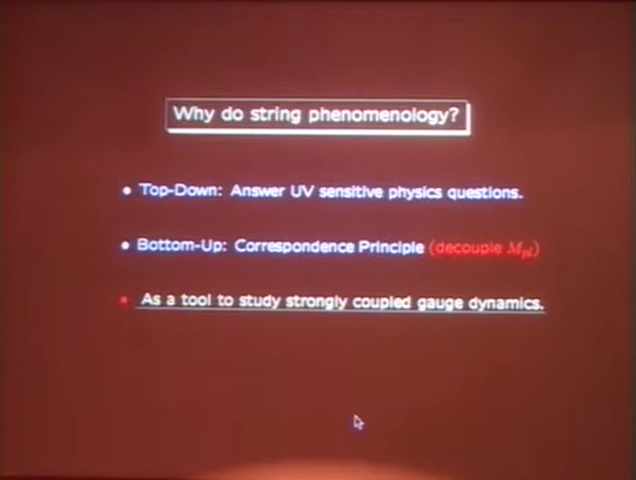 Why do string phenomenology?
• Top-Down: Answer UV sensitive physics questions.
• Bottom-Up: Correspondence Principle (decouple M_pl)
• As a tool to study strongly coupled gauge dynamics.